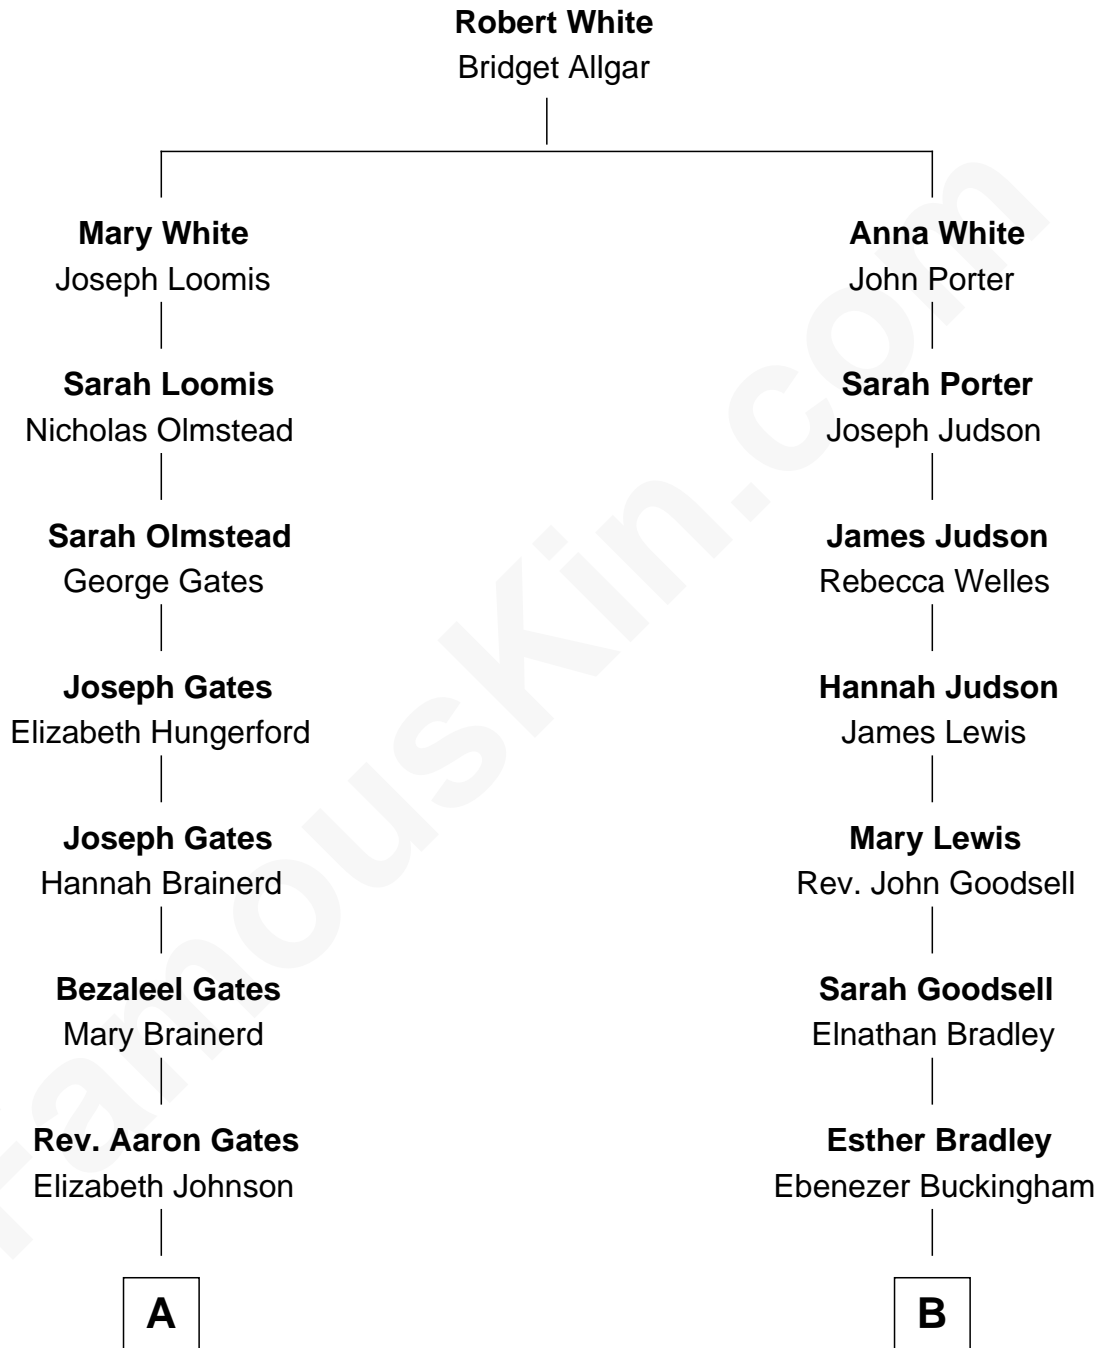 Robert White
Bridget Allgar
Mary White
Joseph Loomis
Anna White
John Porter
Sarah Loomis
Nicholas Olmstead
Sarah Porter
Joseph Judson
Sarah Olmstead
George Gates
James Judson
Rebecca Welles
Joseph Gates
Elizabeth Hungerford
Hannah Judson
James Lewis
Joseph Gates
Hannah Brainerd
Mary Lewis
Rev. John Goodsell
Bezaleel Gates
Mary Brainerd
Sarah Goodsell
Elnathan Bradley
Rev. Aaron Gates
Elizabeth Johnson
Esther Bradley
Ebenezer Buckingham
A
B
FamousKin.com